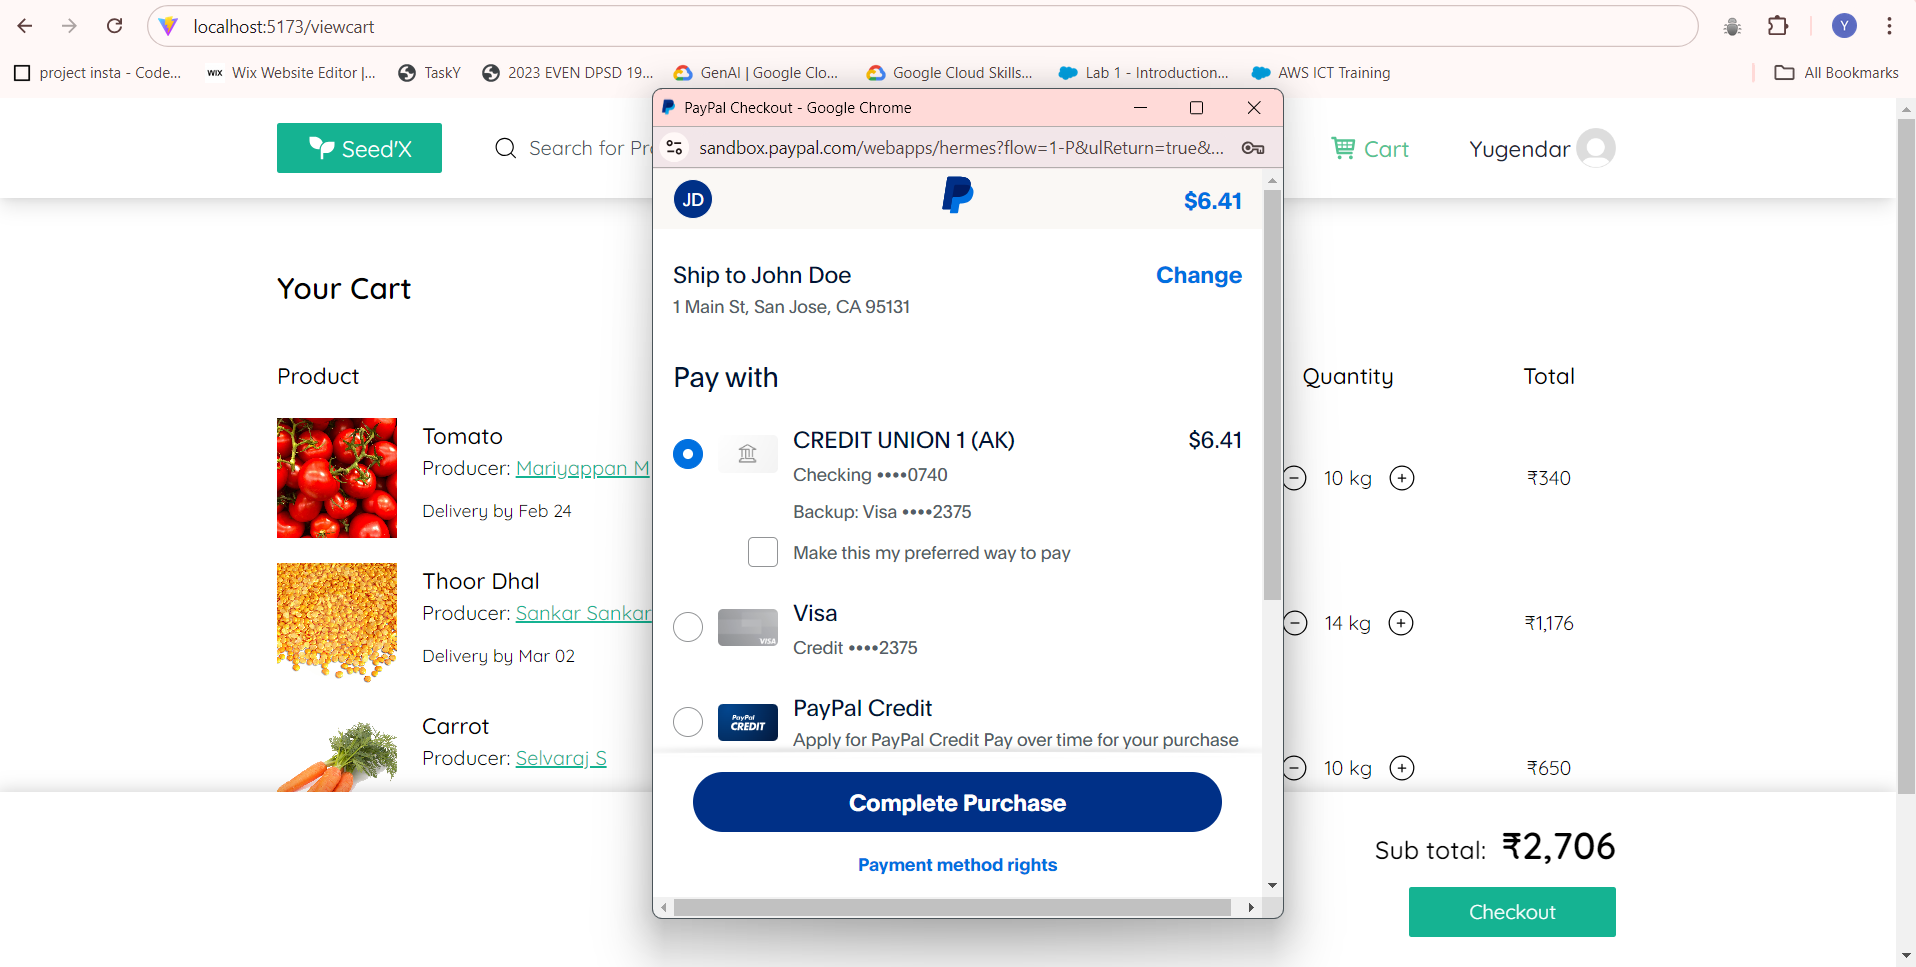 localhost:5173/viewcart
Y
project insta - Code...
WIX Wix Website Editor |...
TaskY
2023 EVEN DPSD 19...
GenAI | Google Clo...
Google Cloud Skills...
Lab 1 - Introduction...
AWS ICT Training
All Bookmarks
Seed'X
Search for Pro
Cart
Yugendar
PayPal Checkout - Google Chrome
sandbox.paypal.com/webapps/hermes?flow=1-P&ulReturn=true&...
JD
$6.41
Ship to John Doe
Change
1 Main St, San Jose, CA 95131
Pay with
CREDIT UNION 1 (AK)
$6.41
Checking ••••0740
Backup: Visa ••••2375
Make this my preferred way to pay
VISA
Visa
Credit ••••2375
PayPal CREDIT
PayPal Credit
Apply for PayPal Credit Pay over time for your purchase
Complete Purchase
Payment method rights
Your Cart
Product
Quantity
Total
Tomato
Producer: Mariyappan M
Delivery by Feb 24
10 kg
₹340
Thoor Dhal
Producer: Sankar Sankar
Delivery by Mar 02
14 kg
₹1,176
Carrot
Producer: Selvaraj S
10 kg
₹650
Sub total: ₹2,706
Checkout